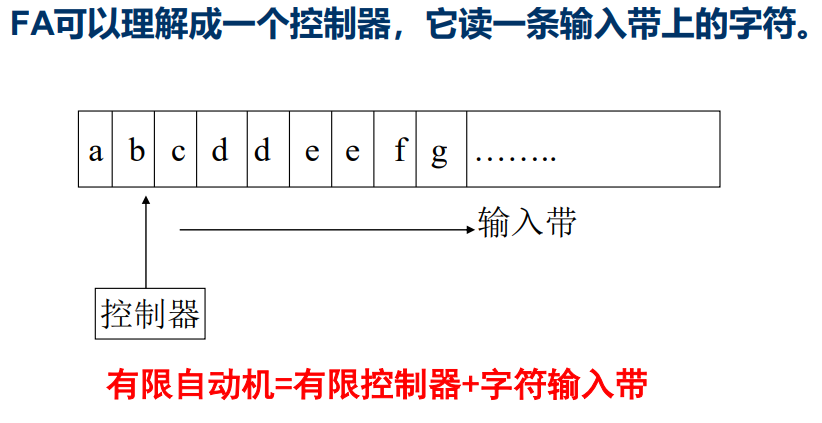 FA可以理解成一个控制器，它读一条输入带上的字符。
a b c d d e e f g ……..
输入带
控制器
有限自动机=有限控制器+字符输入带